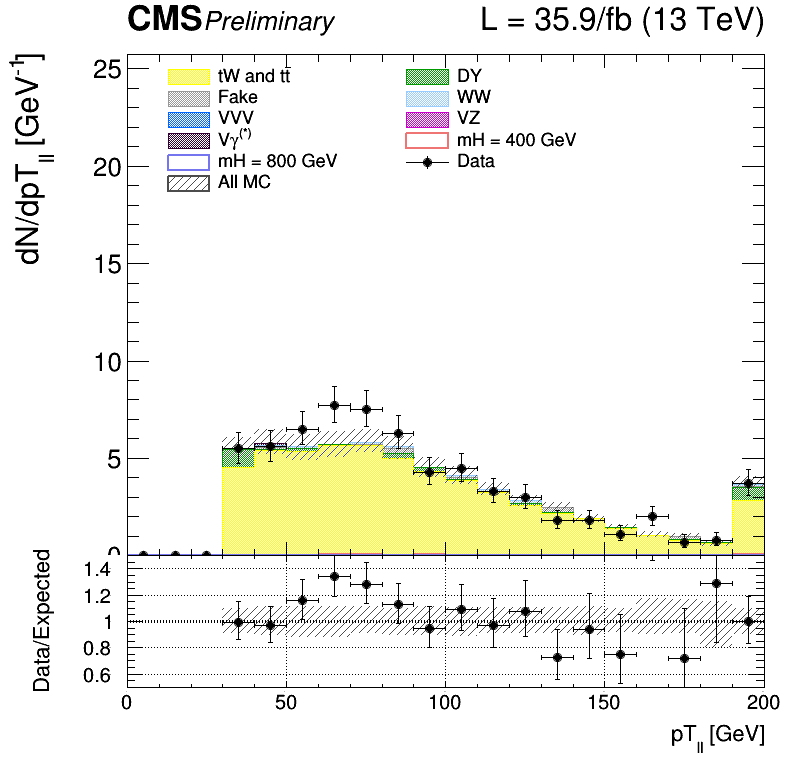 CMS Preliminary L = 35.9/fb (13 TeV)
dN/dpT_ll [GeV^-1]
25
20
15
10
5
0
tW and tt
Fake
VVV
Vγ(*)
mH = 800 GeV
All MC
DY
WW
VZ
mH = 400 GeV
Data
Data/Expected
1.4
1.2
1
0.8
0.6
0 50 100 150 200
pT_ll [GeV]